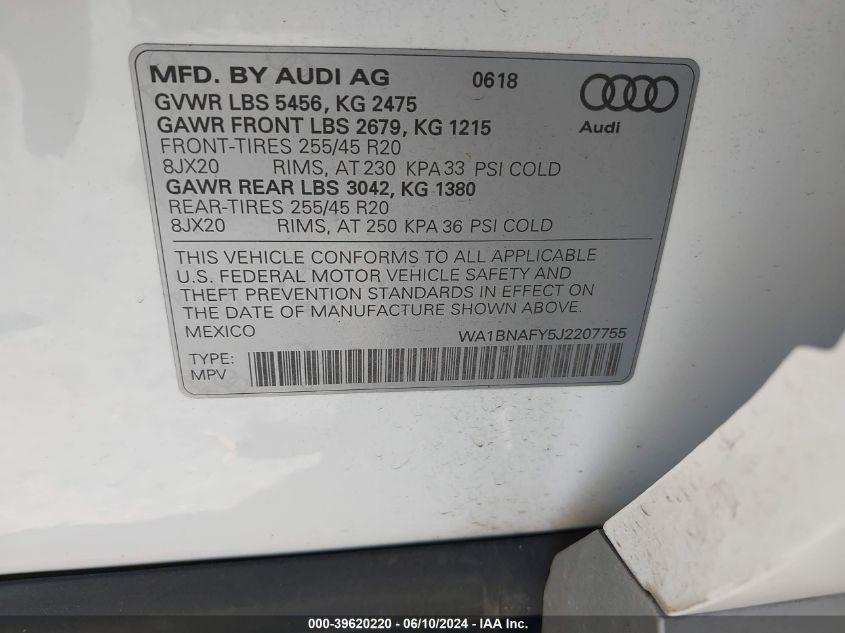 MFD. BY AUDI AG 0618
GVWR LBS 5456, KG 2475
GAWR FRONT LBS 2679, KG 1215
Audi
FRONT-TIRES 255/45 R20
8JX20 RIMS, AT 230 KPA 33 PSI COLD
GAWR REAR LBS 3042, KG 1380
REAR-TIRES 255/45 R20
8JX20 RIMS, AT 250 KPA 36 PSI COLD
THIS VEHICLE CONFORMS TO ALL APPLICABLE
U.S. FEDERAL MOTOR VEHICLE SAFETY AND
THEFT PREVENTION STANDARDS IN EFFECT ON
THE DATE OF MANUFACTURE SHOWN ABOVE.
MEXICO WA1BNAFY5J2207755
TYPE:
MPV
000-39620220 - 06/10/2024 - IAA Inc.